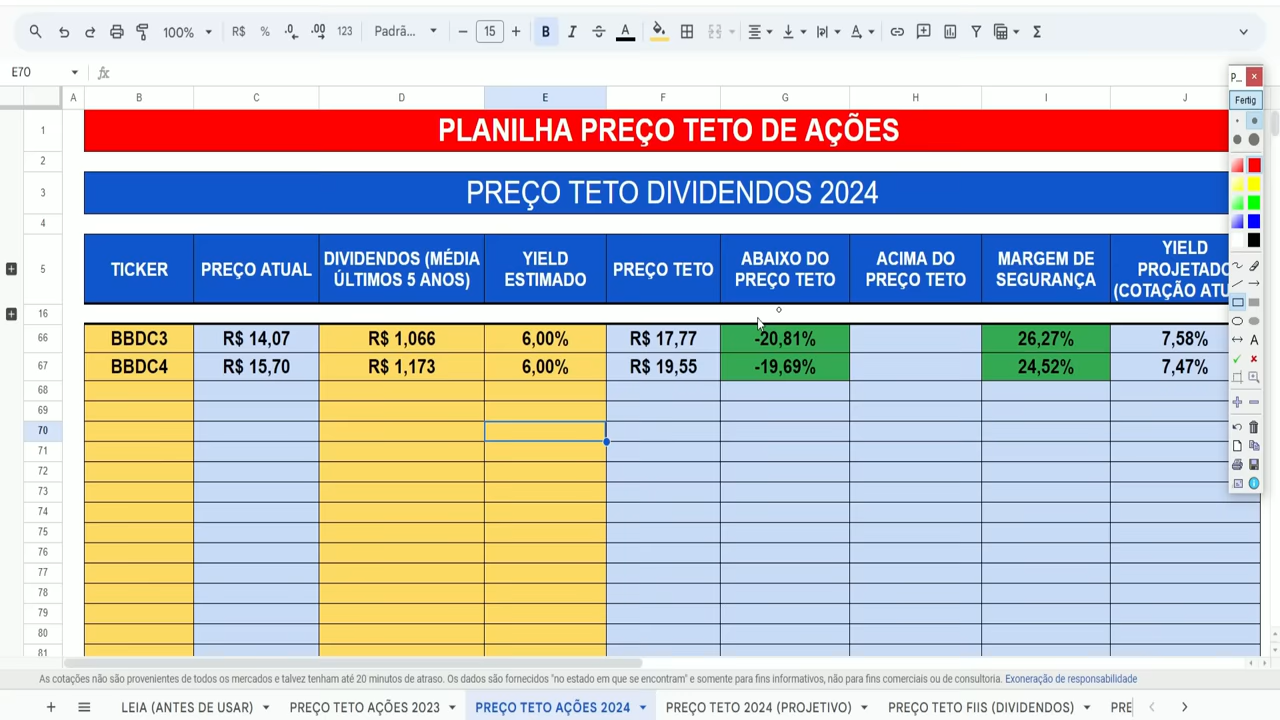 100% R$ % .0 .00 123 Padrã... 15 B I A A Σ
E70 fx
P...
A B C D E F G H I J
Fertig
1 PLANILHA PREÇO TETO DE AÇÕES
2
3 PREÇO TETO DIVIDENDOS 2024
4
5 TICKER PREÇO ATUAL DIVIDENDOS (MÉDIA
ÚLTIMOS 5 ANOS) YIELD
ESTIMADO PREÇO TETO ABAIXO DO
PREÇO TETO ACIMA DO
PREÇO TETO MARGEM DE
SEGURANÇA YIELD
PROJETADO
(COTAÇÃO ATU
16
66 BBDC3 R$ 14,07 R$ 1,066 6,00% R$ 17,77 -20,81% 26,27% 7,58%
67 BBDC4 R$ 15,70 R$ 1,173 6,00% R$ 19,55 -19,69% 24,52% 7,47%
68
69
70
71
72
73
74
75
76
77
78
79
80
81
As cotações não são provenientes de todos os mercados e talvez tenham até 20 minutos de atraso. Os dados são fornecidos "no estado em que se encontram" e somente para fins informativos, não para fins comerciais ou de consultoria. Exoneração de responsabilidade
LEIA (ANTES DE USAR) PREÇO TETO AÇÕES 2023 PREÇO TETO AÇÕES 2024 PREÇO TETO 2024 (PROJETIVO) PREÇO TETO FIIS (DIVIDENDOS) PRE